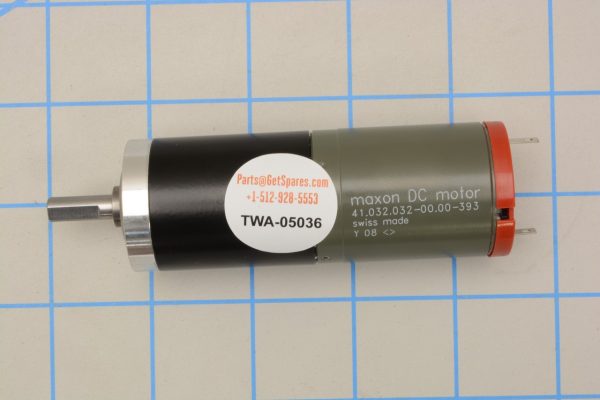 Parts@GetSpares.com
+1-512-928-5553
TWA-05036
maxon DC motor
41.032.032-00.00-393
swiss made
Y 08 <>